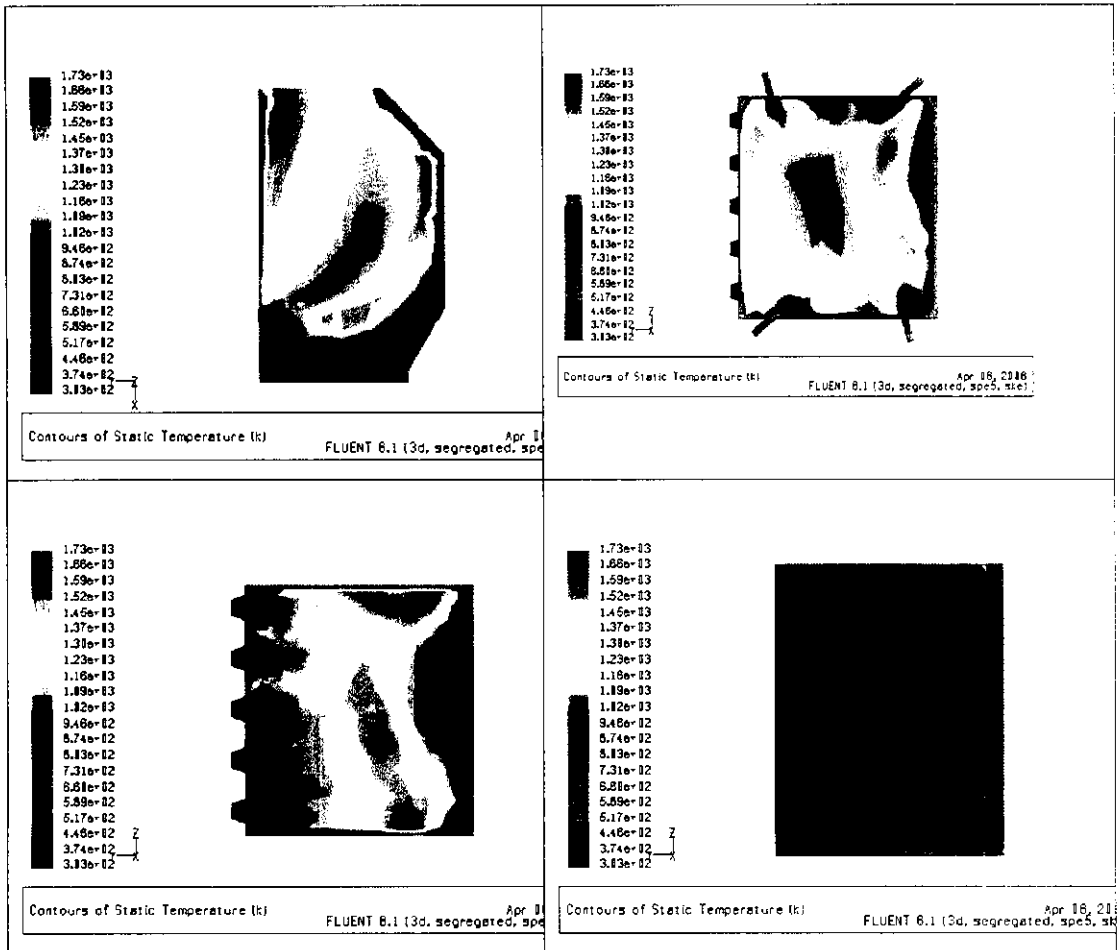 1.73e+03
1.66e+03
1.59e+03
1.52e+03
1.45e+03
1.37e+03
1.30e+03
1.23e+03
1.16e+03
1.09e+03
1.02e+03
9.46e+02
8.74e+02
8.03e+02
7.31e+02
6.60e+02
5.89e+02
5.17e+02
4.46e+02
3.74e+02
3.03e+02
Z
X
Contours of Static Temperature (k)
Apr
FLUENT 6.1 (3d, segregated, spe
1.73e+03
1.66e+03
1.59e+03
1.52e+03
1.45e+03
1.37e+03
1.30e+03
1.23e+03
1.16e+03
1.09e+03
1.02e+03
9.46e+02
8.74e+02
8.03e+02
7.31e+02
6.60e+02
5.89e+02
5.17e+02
4.46e+02
3.74e+02
3.03e+02
Z
X
Contours of Static Temperature (k)
Apr
FLUENT 6.1 (3d, segregated, spe5, ske)
1.73e+03
1.66e+03
1.59e+03
1.52e+03
1.45e+03
1.37e+03
1.30e+03
1.23e+03
1.16e+03
1.09e+03
1.02e+03
9.46e+02
8.74e+02
8.03e+02
7.31e+02
6.60e+02
5.89e+02
5.17e+02
4.46e+02
3.74e+02
3.03e+02
Z
X
Contours of Static Temperature (k)
Apr
FLUENT 6.1 (3d, segregated, spe
1.73e+03
1.66e+03
1.59e+03
1.52e+03
1.45e+03
1.37e+03
1.30e+03
1.23e+03
1.16e+03
1.09e+03
1.02e+03
9.46e+02
8.74e+02
8.03e+02
7.31e+02
6.60e+02
5.89e+02
5.17e+02
4.46e+02
3.74e+02
3.03e+02
Z
X
Contours of Static Temperature (k)
Apr
FLUENT 6.1 (3d, segregated, spe5, sk